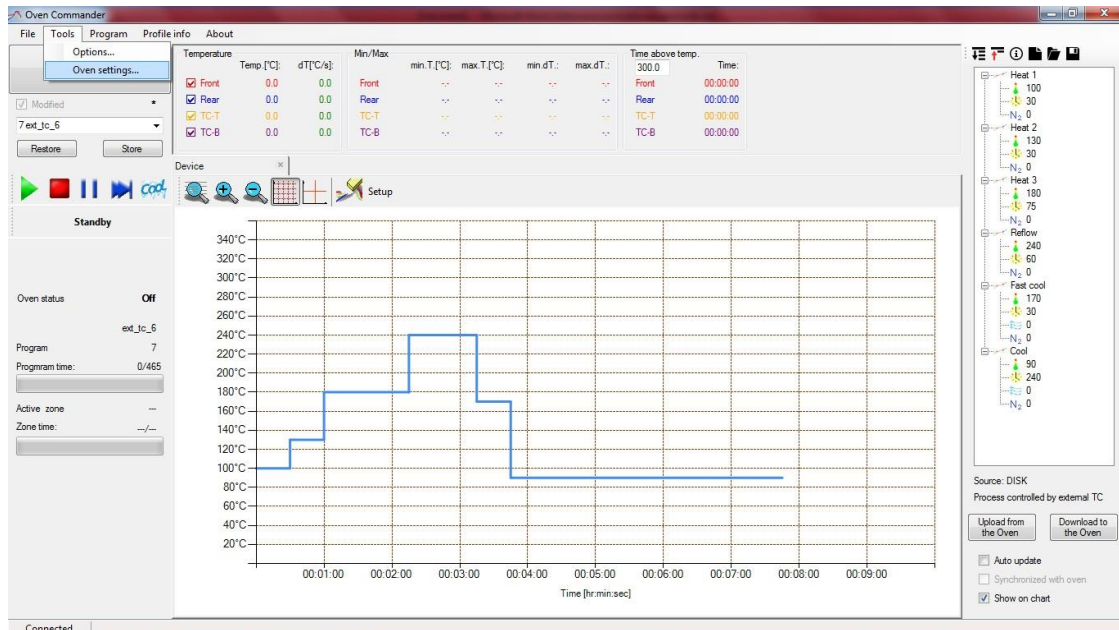 Oven Commander
File Tools Program Profile info About
Options...
Oven settings...
Modified *
7 ext_tc_6
Restore Store
cool
Standby
Oven status Off
ext_tc_6
Program 7
Progmram time: 0/465
Active zone ---
Zone time: ---/---
Temperature
Temp.[°C]: dT[°C/s]:
Front 0.0 0.0
Rear 0.0 0.0
TC-T 0.0 0.0
TC-B 0.0 0.0
Min/Max
min.T.[°C]: max.T.[°C]: min.dT.: max.dT.:
Front -.- -.- -.- -.-
Rear -.- -.- -.- -.-
TC-T -.- -.- -.- -.-
TC-B -.- -.- -.- -.-
Time above temp.
300.0 Time:
Front 00:00:00
Rear 00:00:00
TC-T 00:00:00
TC-B 00:00:00
Device
Setup
340°C
320°C
300°C
280°C
260°C
240°C
220°C
200°C
180°C
160°C
140°C
120°C
100°C
80°C
60°C
40°C
20°C
00:01:00 00:02:00 00:03:00 00:04:00 00:05:00 00:06:00 00:07:00 00:08:00 00:09:00
Time [hr:min:sec]
Heat 1
100
30
N₂ 0
Heat 2
130
30
N₂ 0
Heat 3
180
75
N₂ 0
Reflow
240
60
N₂ 0
Fast cool
170
30
0
N₂ 0
Cool
90
240
0
N₂ 0
Source: DISK
Process controlled by external TC
Upload from the Oven
Download to the Oven
Auto update
Synchronized with oven
Show on chart
Connected